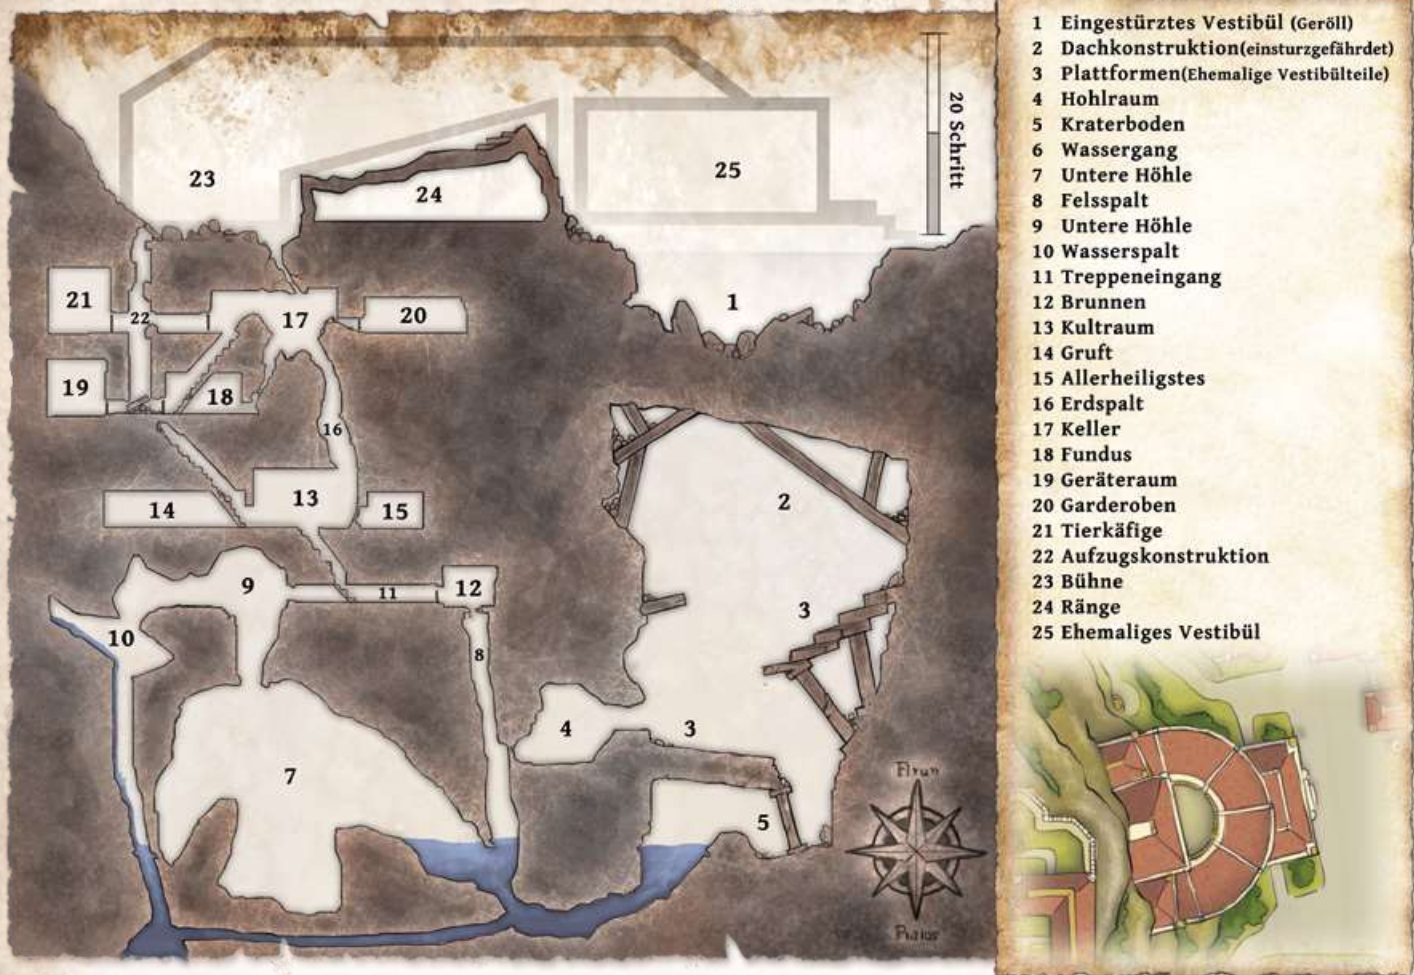 23
24
25
20 Schritt
1
21
22
17
20
19
18
16
14
13
15
2
9
11
12
3
10
8
4
3
7
5
Firun
Praios
1 Eingestürztes Vestibül (Geröll)
2 Dachkonstruktion(einsturzgefährdet)
3 Plattformen(Ehemalige Vestibülteile)
4 Hohlraum
5 Kraterboden
6 Wassergang
7 Untere Höhle
8 Felsspalt
9 Untere Höhle
10 Wasserspalt
11 Treppeneingang
12 Brunnen
13 Kultraum
14 Gruft
15 Allerheiligstes
16 Erdspalt
17 Keller
18 Fundus
19 Geräteraum
20 Garderoben
21 Tierkäfige
22 Aufzugskonstruktion
23 Bühne
24 Ränge
25 Ehemaliges Vestibül